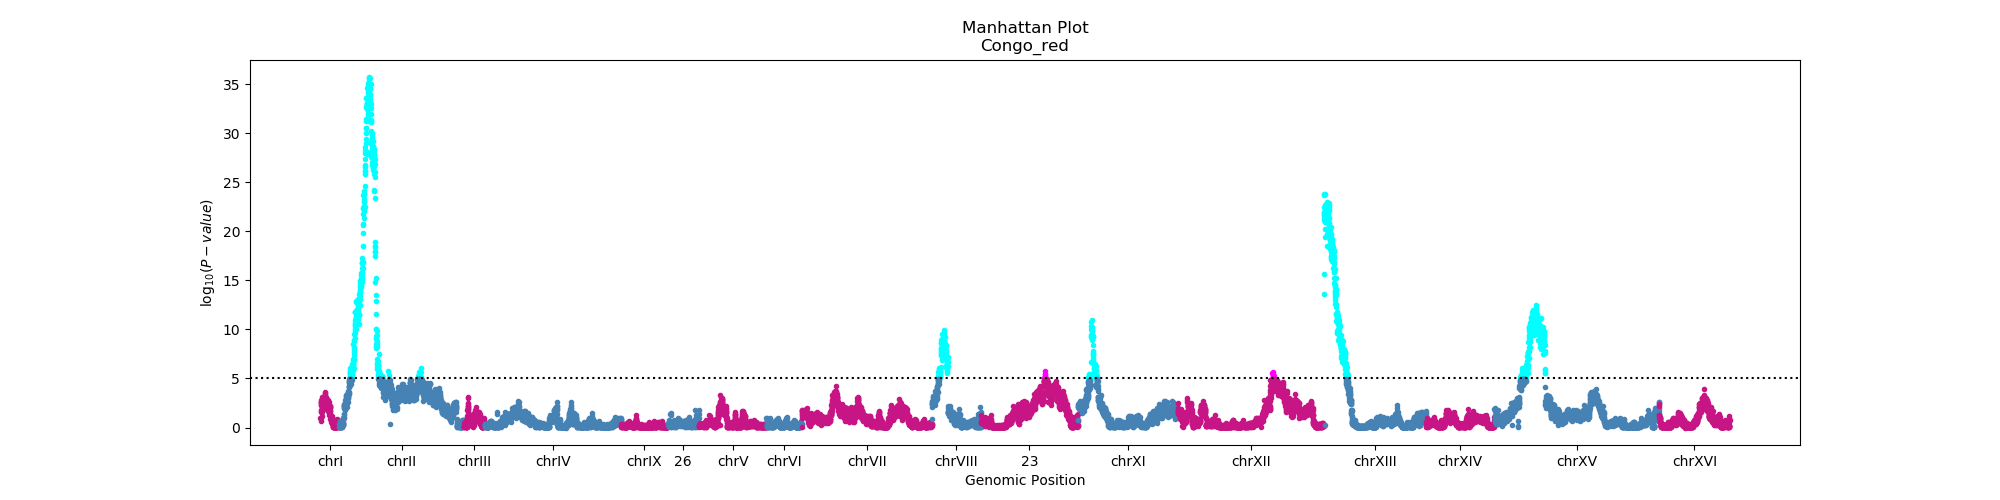 Manhattan Plot
Congo_red
35
30
25
20
15
10
5
0
log10(P − value)
chrI chrII chrIII chrIV chrIX 26 chrV chrVI chrVII chrVIII 23 chrXI chrXII chrXIII chrXIV chrXV chrXVI
Genomic Position